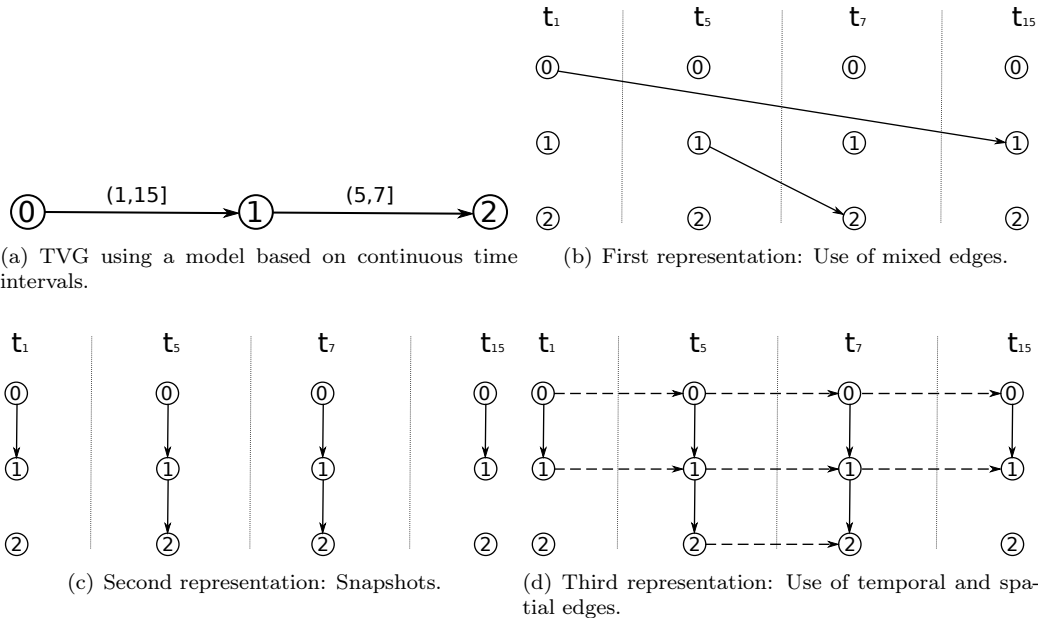 (1,15] (5,7]
0 1 2
(a) TVG using a model based on continuous time
intervals.
t1 t5 t7 t15
0 0 0 0
1 1 1 1
2 2 2 2
(b) First representation: Use of mixed edges.
t1 t5 t7 t15
0 0 0 0
1 1 1 1
2 2 2 2
(c) Second representation: Snapshots.
t1 t5 t7 t15
0 0 0 0
1 1 1 1
2 2 2 2
(d) Third representation: Use of temporal and spa-
tial edges.